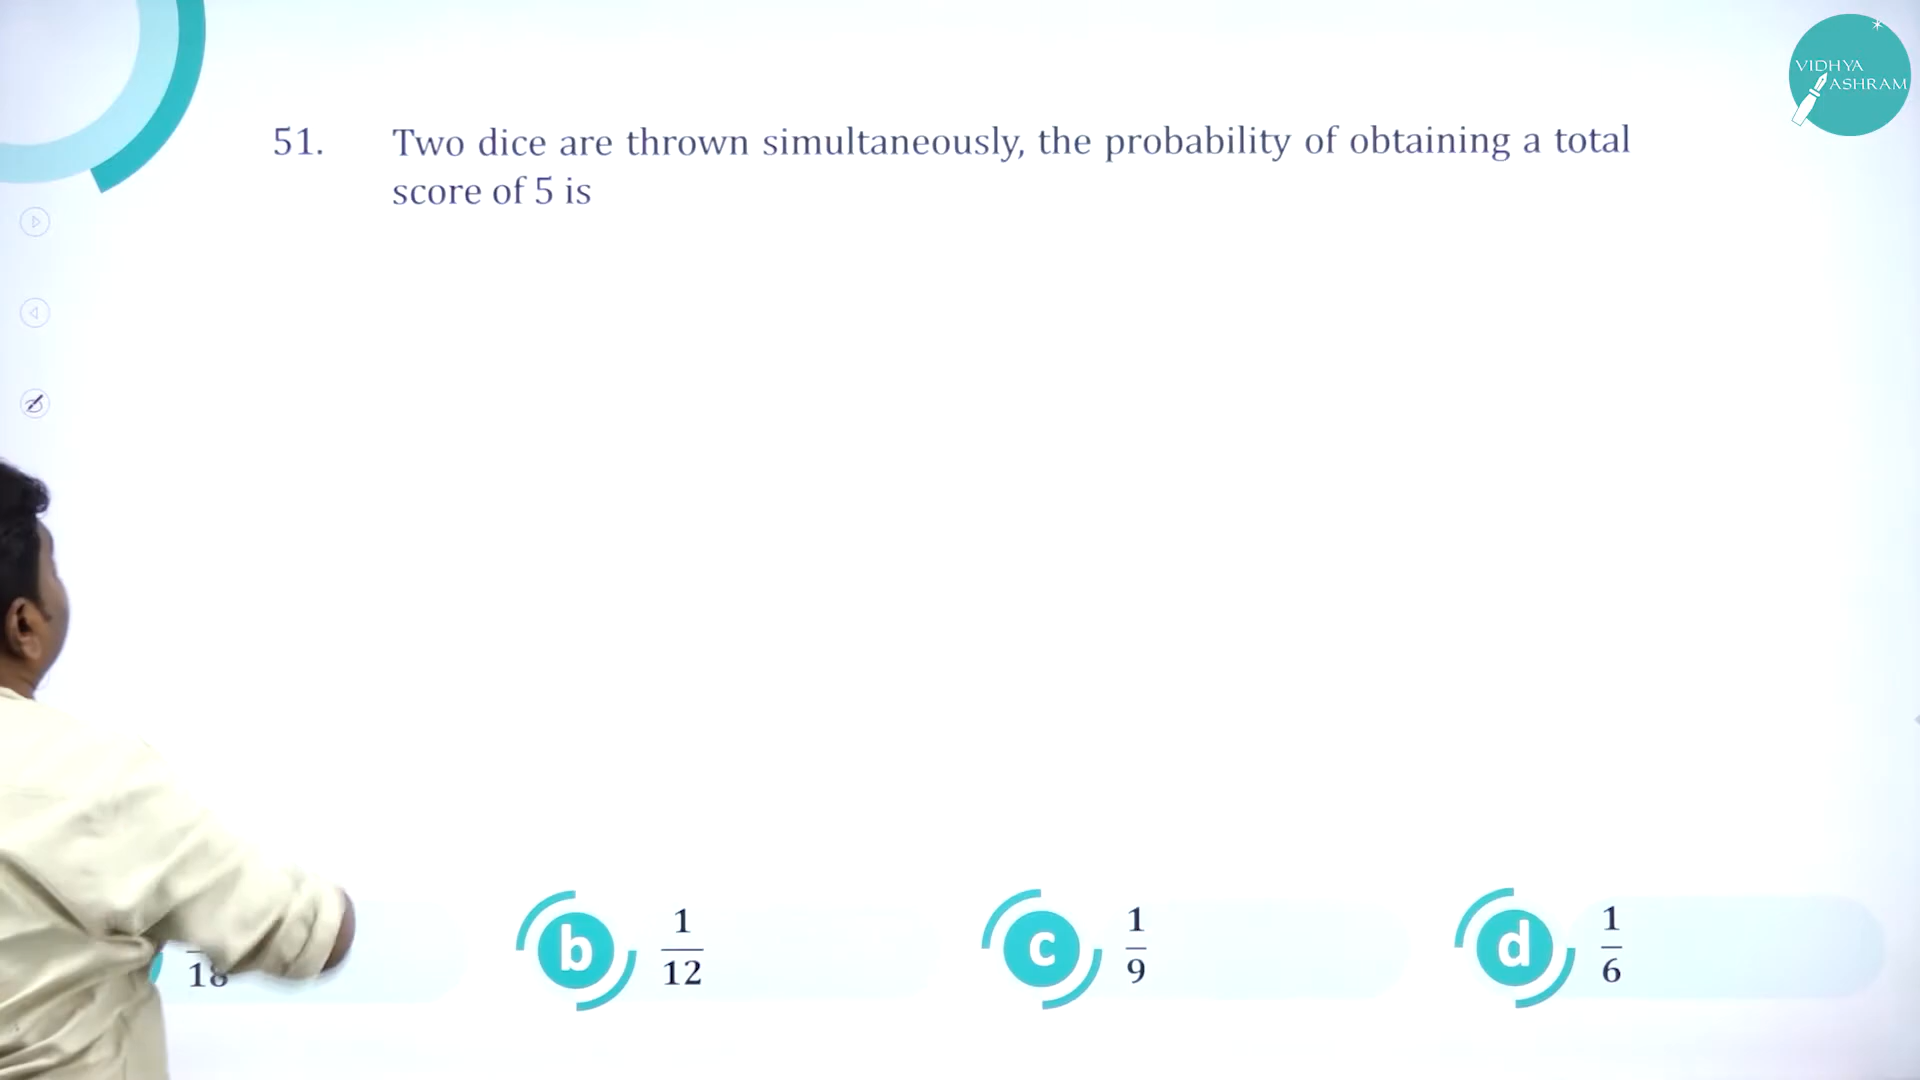 VIDHYA
ASHRAM
51. Two dice are thrown simultaneously, the probability of obtaining a total
score of 5 is
18
b 1/12
c 1/9
d 1/6